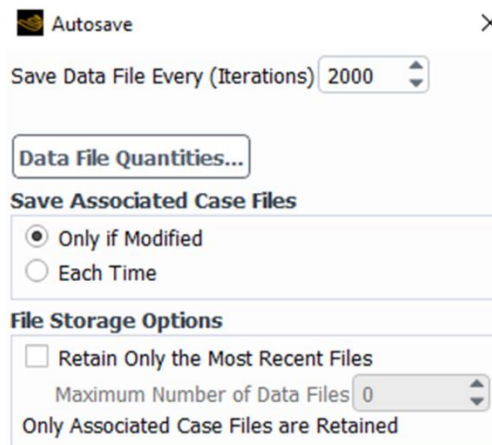 Autosave
Save Data File Every (Iterations) 2000
Data File Quantities...
Save Associated Case Files
Only if Modified
Each Time
File Storage Options
Retain Only the Most Recent Files
Maximum Number of Data Files 0
Only Associated Case Files are Retained